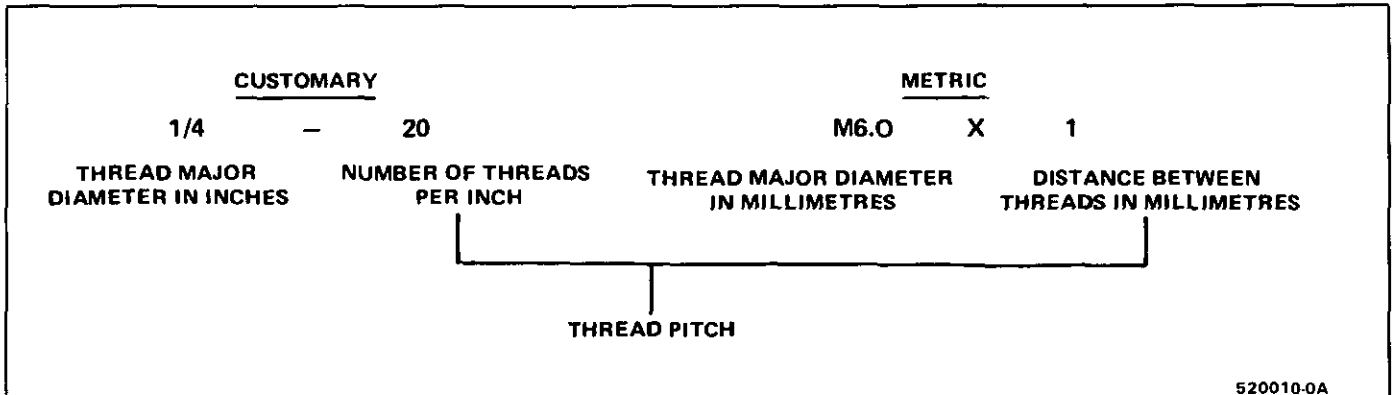 CUSTOMARY
1/4 – 20
THREAD MAJOR
DIAMETER IN INCHES
NUMBER OF THREADS
PER INCH
METRIC
M6.0 X 1
THREAD MAJOR DIAMETER
IN MILLIMETRES
DISTANCE BETWEEN
THREADS IN MILLIMETRES
THREAD PITCH
520010-0A